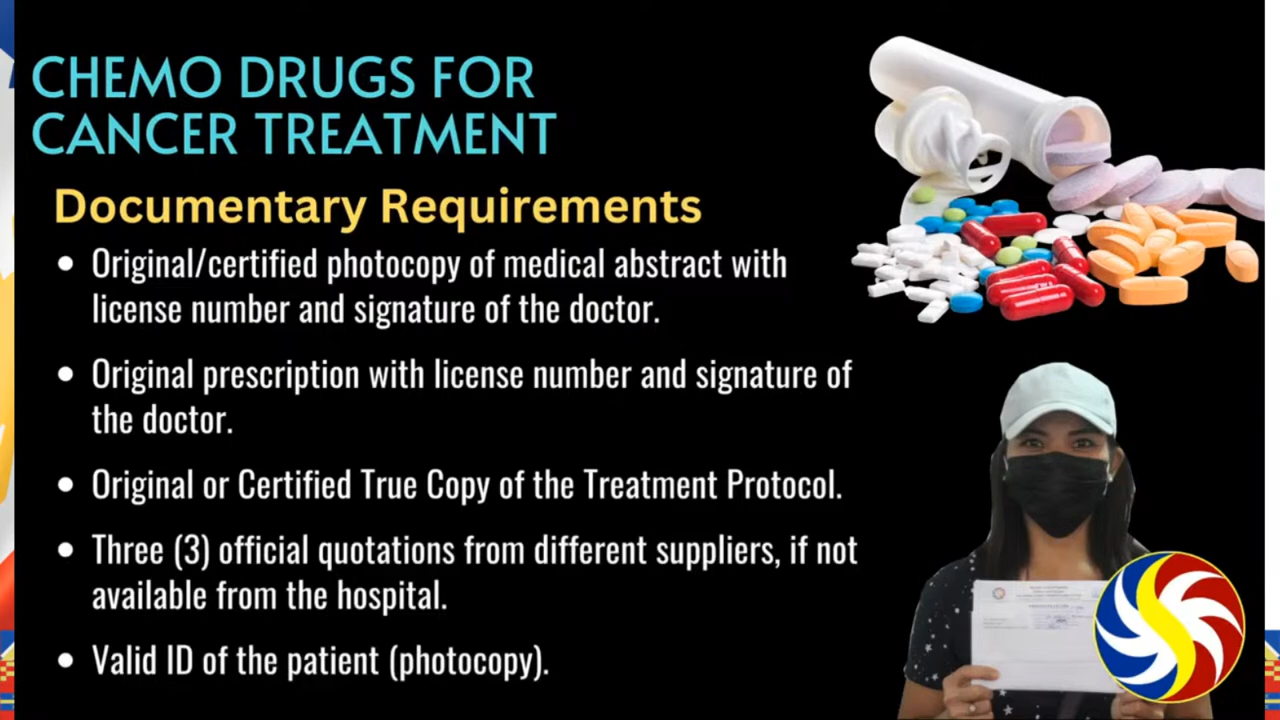 CHEMO DRUGS FOR
CANCER TREATMENT
Documentary Requirements
• Original/certified photocopy of medical abstract with
license number and signature of the doctor.
• Original prescription with license number and signature of
the doctor.
• Original or Certified True Copy of the Treatment Protocol.
• Three (3) official quotations from different suppliers, if not
available from the hospital.
• Valid ID of the patient (photocopy).